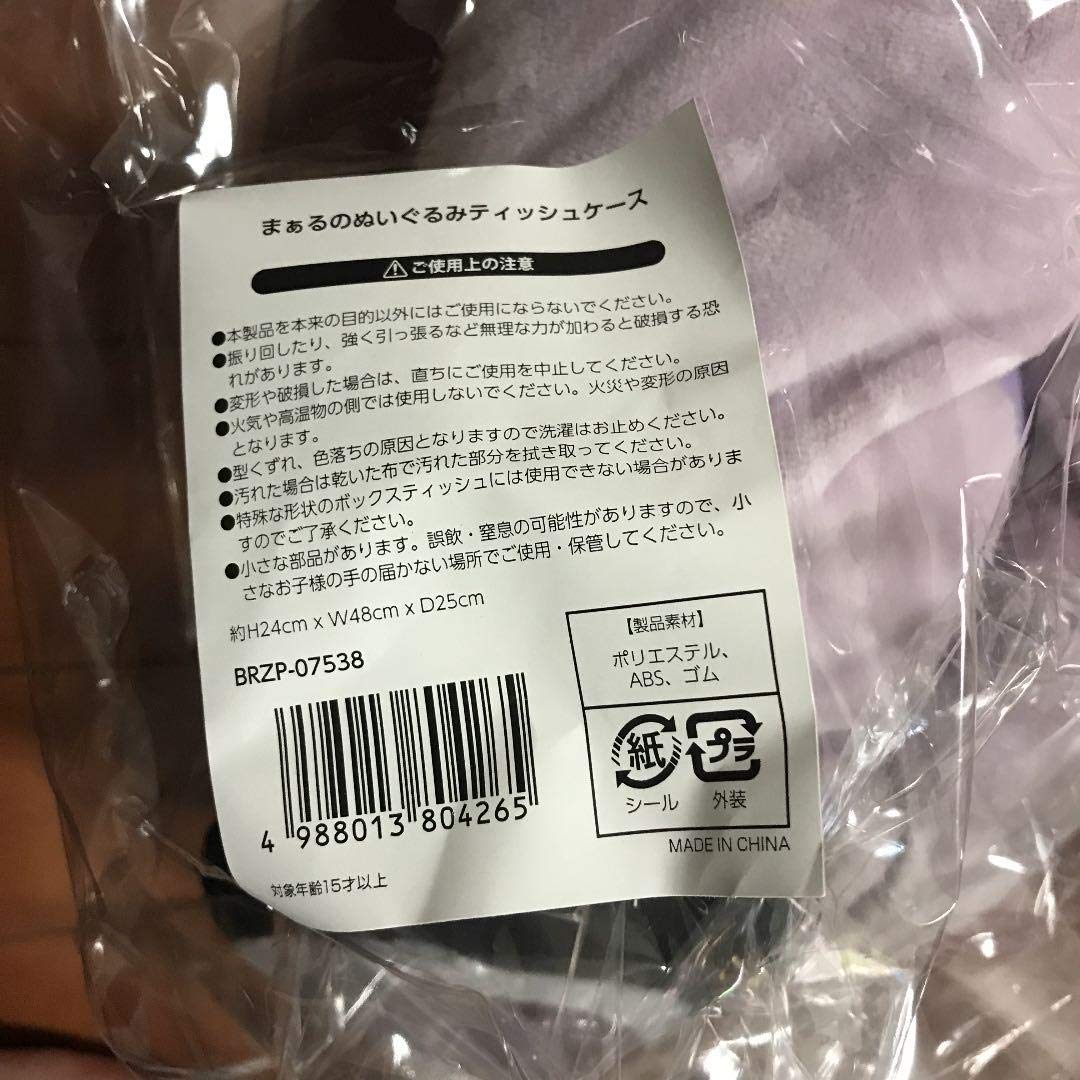 まぁるのぬいぐるみティッシュケース
⚠ご使用上の注意
●本製品を本来の目的以外にはご使用にならないでください。
●振り回したり、強く引っ張るなど無理な力が加わると破損する恐
れがあります。
●変形や破損した場合は、直ちにご使用を中止してください。
●火気や高温物の側では使用しないでください。火災や変形の原因
となります。
●型くずれ、色落ちの原因となりますので洗濯はお止めください。
●汚れた場合は乾いた布で汚れた部分を拭き取ってください。
●特殊な形状のボックスティッシュには使用できない場合がありま
すのでご了承ください。
●小さな部品があります。誤飲・窒息の可能性がありますので、小
さなお子様の手の届かない場所でご使用・保管してください。
約H24cm x W48cm x D25cm
BRZP-07538
4 988013 804265
対象年齢15才以上
【製品素材】
ポリエステル、
ABS、ゴム
紙 プラ
シール 外装
MADE IN CHINA